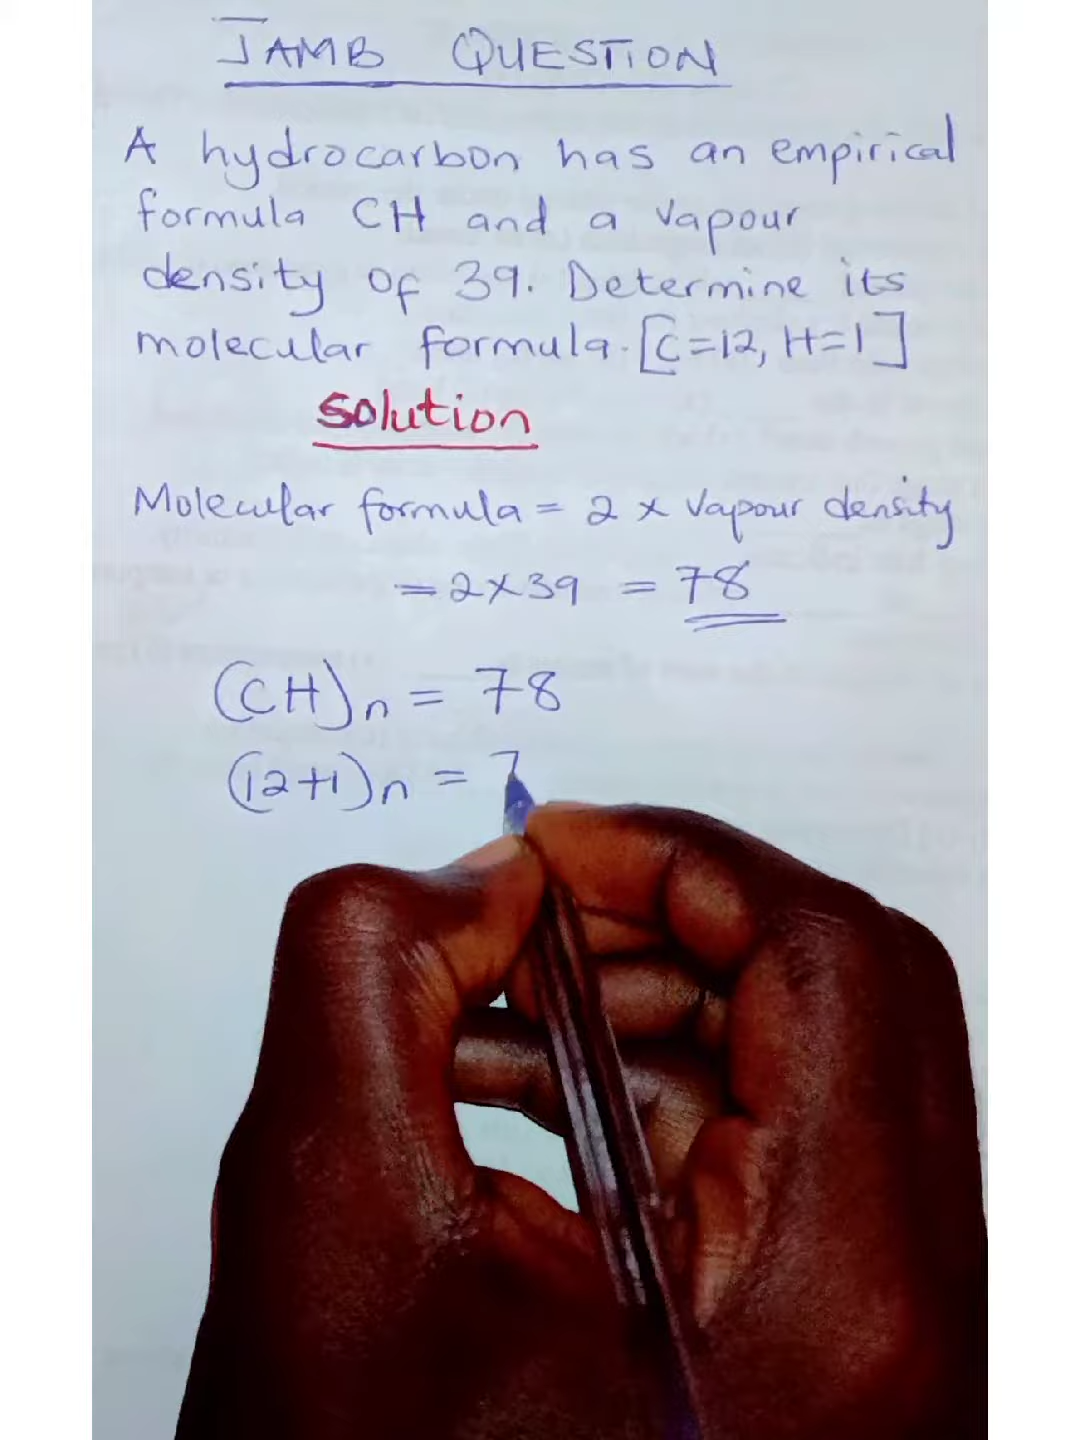 JAMB QUESTION
A hydrocarbon has an empirical
formula CH and a vapour
density of 39. Determine its
molecular formula. [C=12, H=1]
Solution
Molecular formula = 2 x vapour density
= 2x39 = 78
(CH)n = 78
(12+1)n = 7